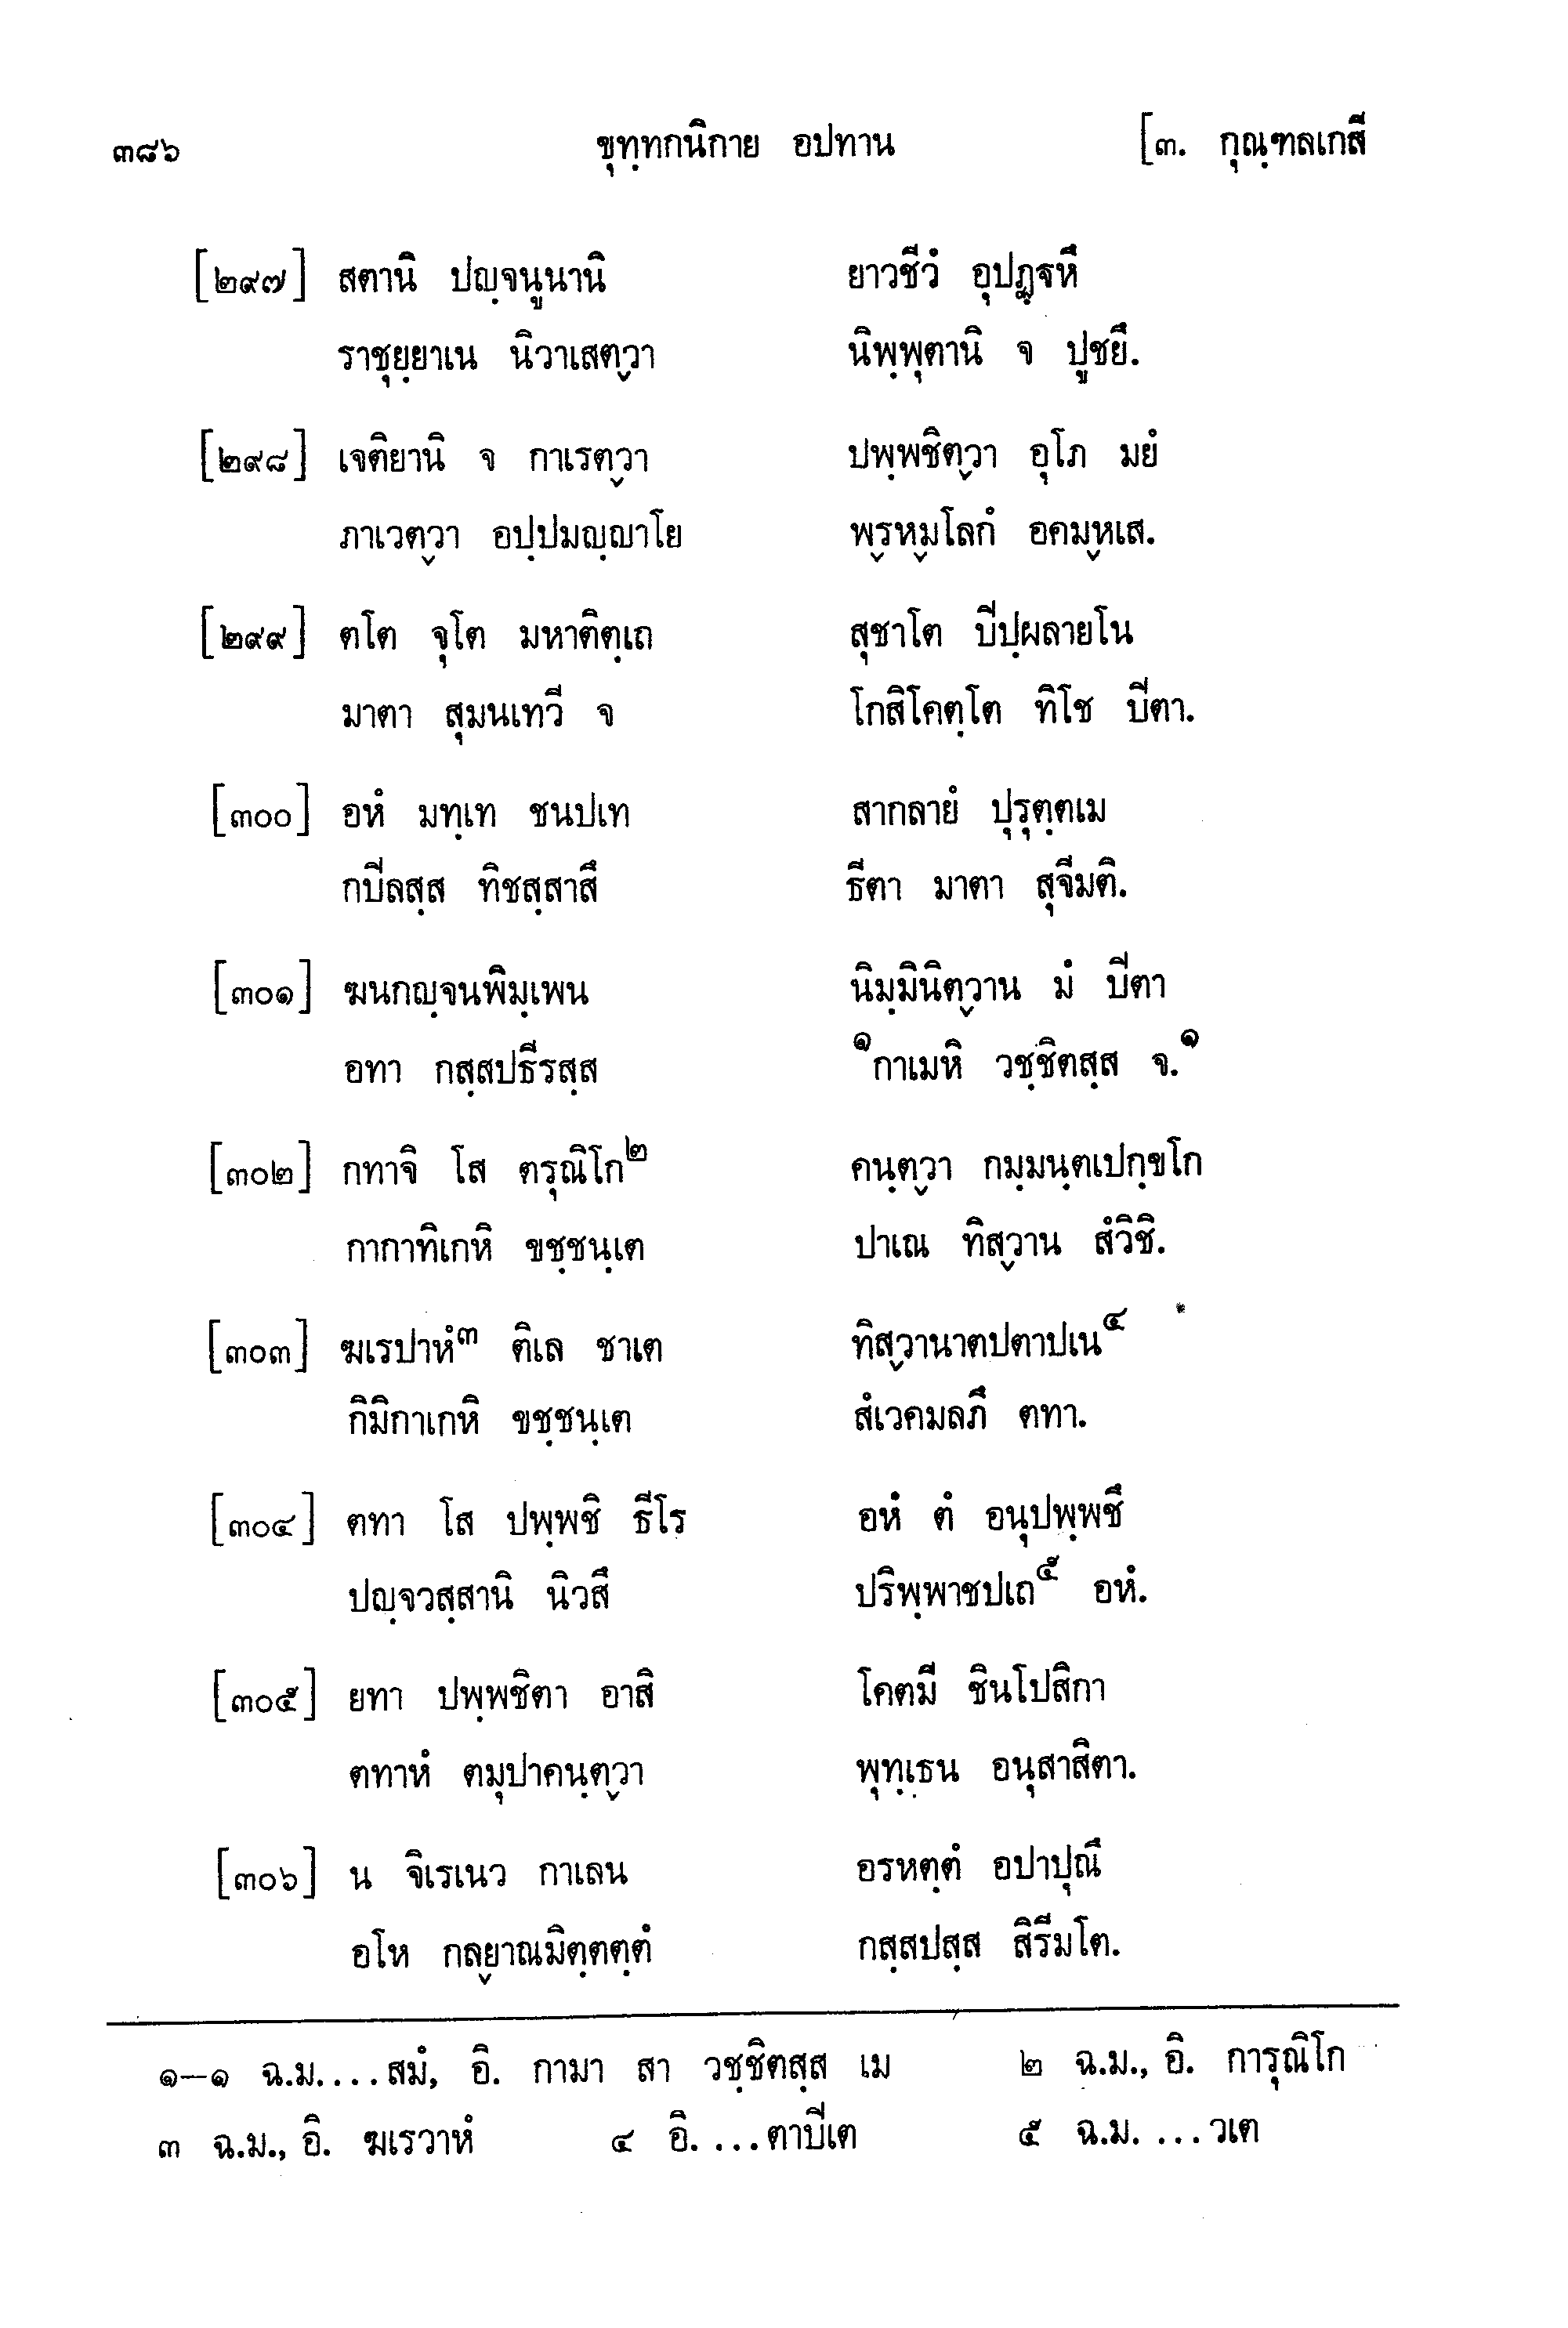 ๓๘๖ ขุทฺทกนิกาย อปทาน [๓. กุณฺฑลเกสี
[๒๙๗] สตานิ ปญฺจนูนานิ ยาวชีวํ อุปฏฺฐหึ
ราชุยฺยาเน นิวาเสตฺวา นิพฺพุตานิ จ ปูชยึ.
[๒๙๘] เจติยานิ จ กาเรตฺวา ปพฺพชิตฺวา อุโภ มยํ
ภาเวตฺวา อปฺปมญฺญาโย พฺรหฺมโลกํ อคมฺหเส.
[๒๙๙] ตโต จุโต มหาติตฺเถ สุชาโต ปิปฺผลายโน
มาตา สุมนเทวี จ โกสิโคตฺโต ทิโช ปิตา.
[๓๐๐] อหํ มทฺเท ชนปเท สากลายํ ปุรุตฺตเม
กปิลสฺส ทิชสฺสาสึ ธีตา มาตา สุจีมติ.
[๓๐๑] ฆนกญฺจนพิมฺเพน นิมฺมินิตฺวาน มํ ปิตา
อทา กสฺสปธีรสฺส ๑กาเมหิ วชฺชิตสฺส จ.๑
[๓๐๒] กทาจิ โส ตรุณิโก๒ คนฺตฺวา กมฺมนฺตเปกฺขโก
กากาทิเกหิ ขชฺชนฺเต ปาเณ ทิสฺวาน สํวิชิ.
[๓๐๓] ฆเรปาหํ๓ ติเล ชาเต ทิสฺวานาตปตาปเน๔
กิมิกาเกหิ ขชฺชนฺเต สํเวคมลภึ ตทา.
[๓๐๔] ตทา โส ปพฺพชิ ธีโร อหํ ตํ อนุปพฺพชึ
ปญฺจวสฺสานิ นิวสึ ปริพฺพาชปเถ๕ อหํ.
[๓๐๕] ยทา ปพฺพชิตา อาสิ โคตมี ชินโปสิกา
ตทาหํ ตมุปาคนฺตฺวา พุทฺเธน อนุสาสิตา.
[๓๐๖] น จิเรเนว กาเลน อรหตฺตํ อปาปุณึ
อโห กลฺยาณมิตฺตตฺตํ กสฺสปสฺส สิรีมโต.
๑–๑ ฉ.ม....สมํ, อิ. กามา สา วชฺชิตสฺส เม ๒ ฉ.ม., อิ. การุณิโก
๓ ฉ.ม., อิ. ฆเรวาหํ ๔ อิ. ...ตาปิเต ๕ ฉ.ม. ...วเต